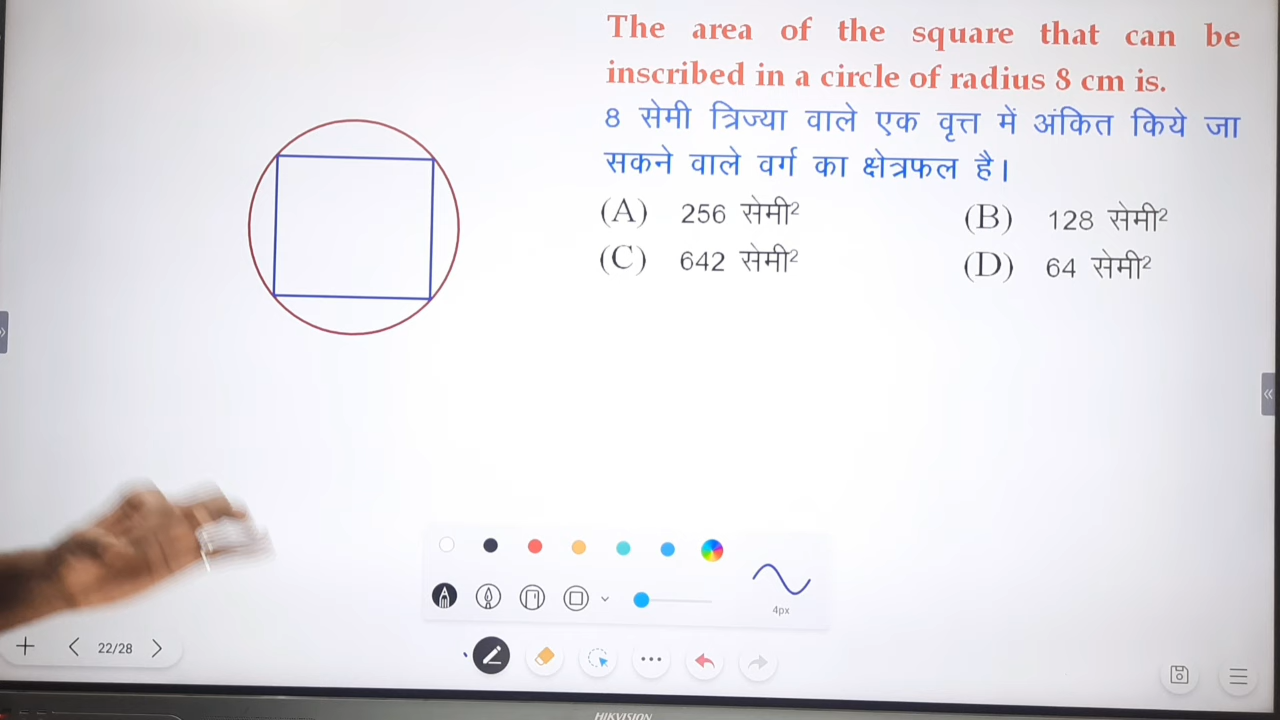 The area of the square that can be
inscribed in a circle of radius 8 cm is.
8 सेमी त्रिज्या वाले एक वृत्त में अंकित किये जा
सकने वाले वर्ग का क्षेत्रफल है।
(A) 256 सेमी² (B) 128 सेमी²
(C) 642 सेमी² (D) 64 सेमी²
4px
22/28
HIKVISION